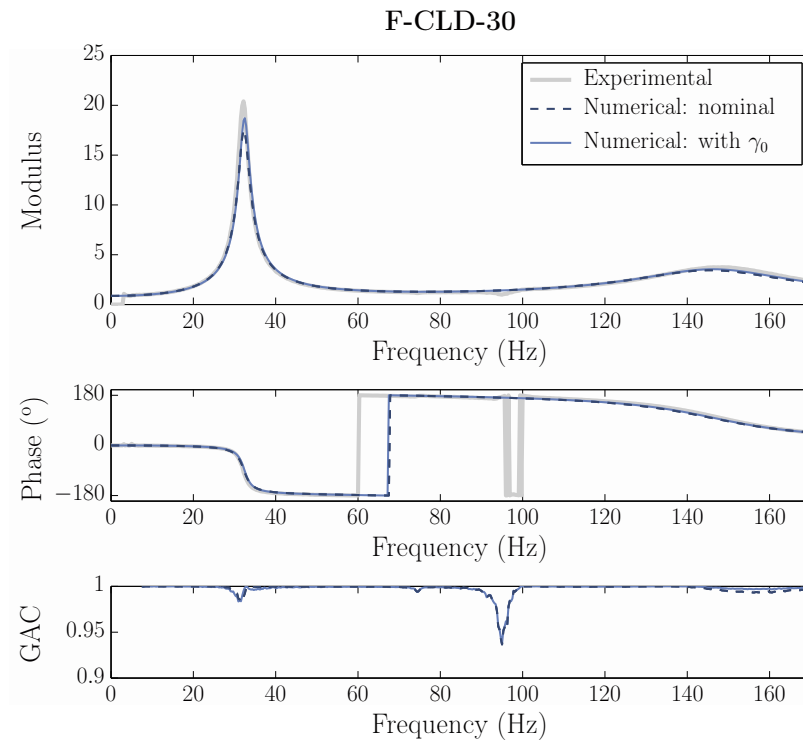 F-CLD-30
25
20
15
10
5
0
Modulus
Experimental
Numerical: nominal
Numerical: with γ₀
0 20 40 60 80 100 120 140 160
Frequency (Hz)
180
0
−180
Phase (º)
0 20 40 60 80 100 120 140 160
Frequency (Hz)
1
0.95
0.9
GAC
0 20 40 60 80 100 120 140 160
Frequency (Hz)